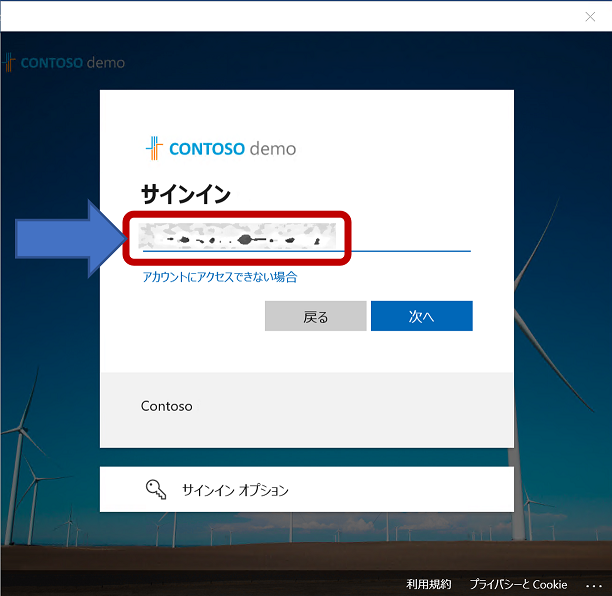 CONTOSO demo
CONTOSO demo
サインイン
アカウントにアクセスできない場合
戻る 次へ
Contoso
サインイン オプション
利用規約 プライバシーと Cookie ...